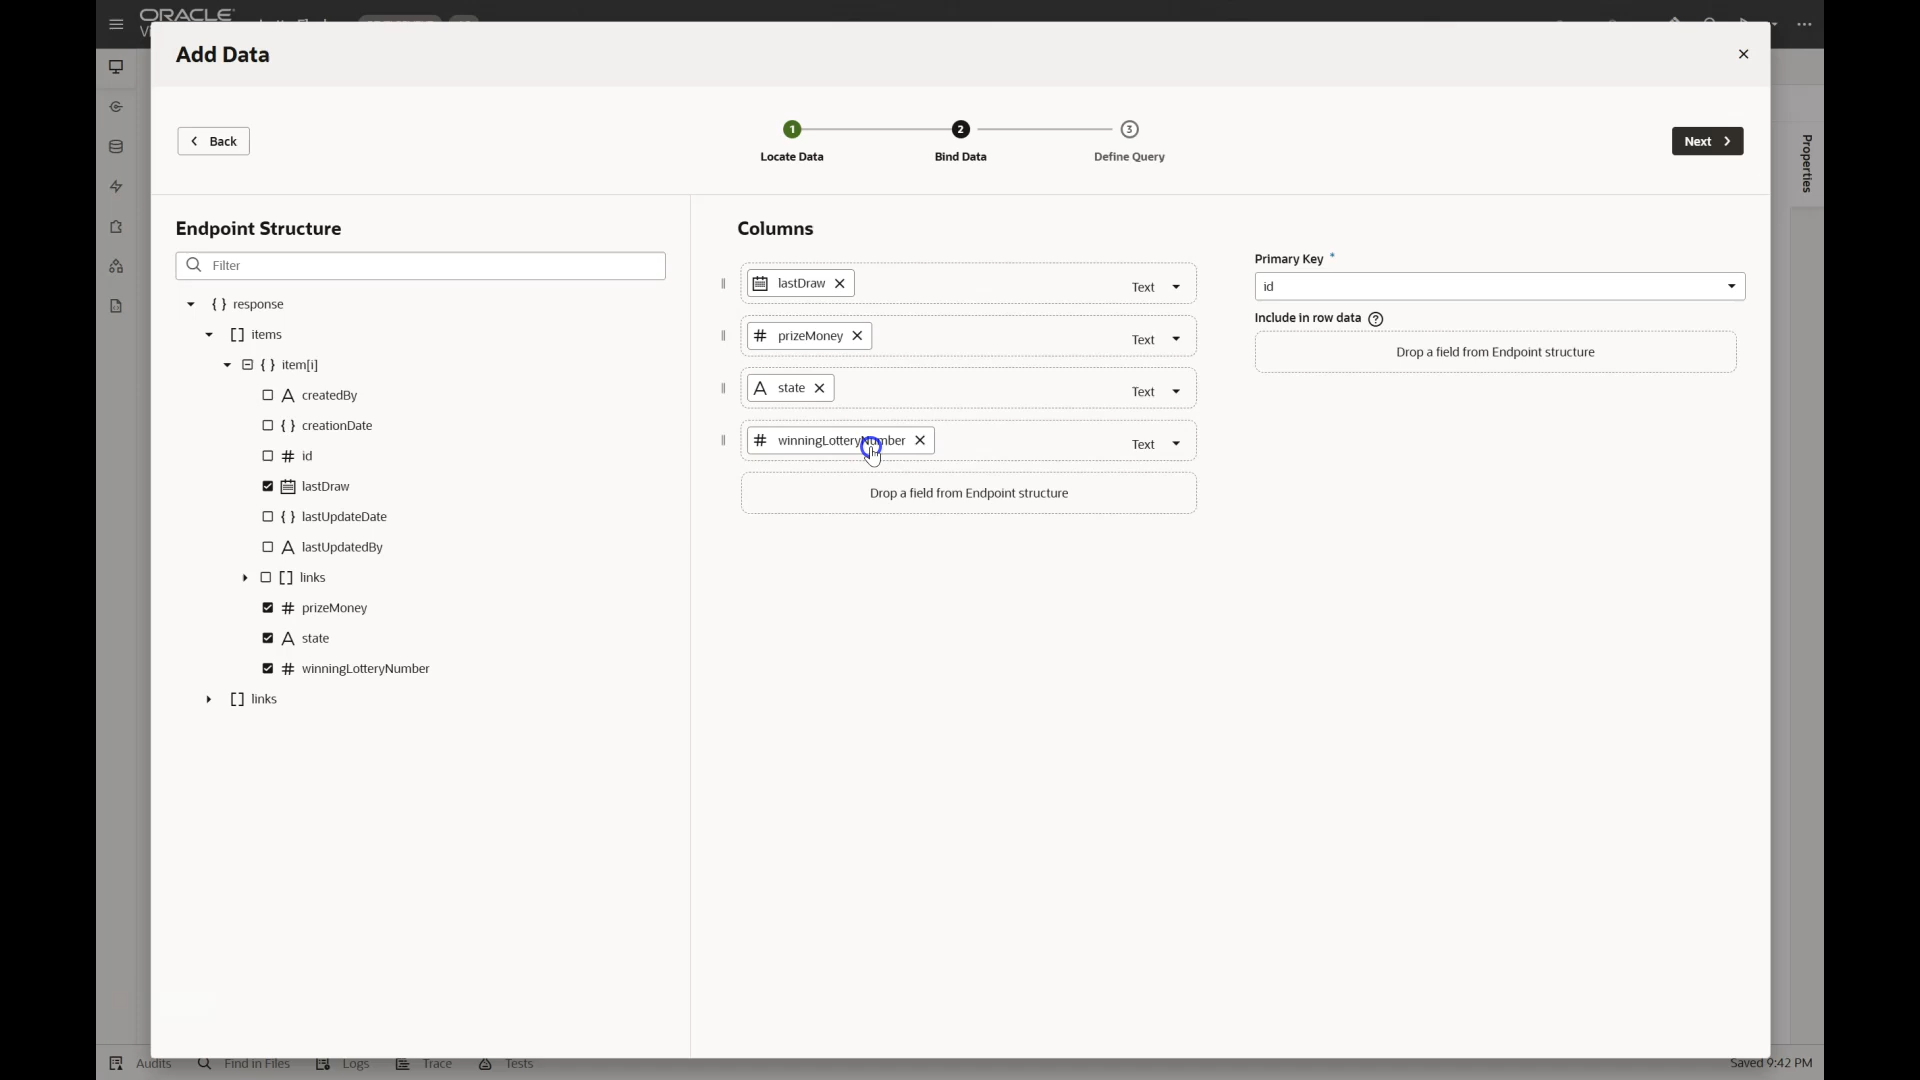 ORACLE
Add Data
Back
1
2
3
Next
Locate Data
Bind Data
Define Query
Properties
Endpoint Structure
Filter
response
items
item[i]
createdBy
creationDate
id
lastDraw
lastUpdateDate
lastUpdatedBy
links
prizeMoney
state
winningLotteryNumber
links
Columns
lastDraw
Text
prizeMoney
Text
state
Text
winningLotteryNumber
Text
Drop a field from Endpoint structure
Primary Key *
id
Include in row data
Drop a field from Endpoint structure
Audits
Find in Files
Logs
Trace
Tests
Saved 9:42 PM